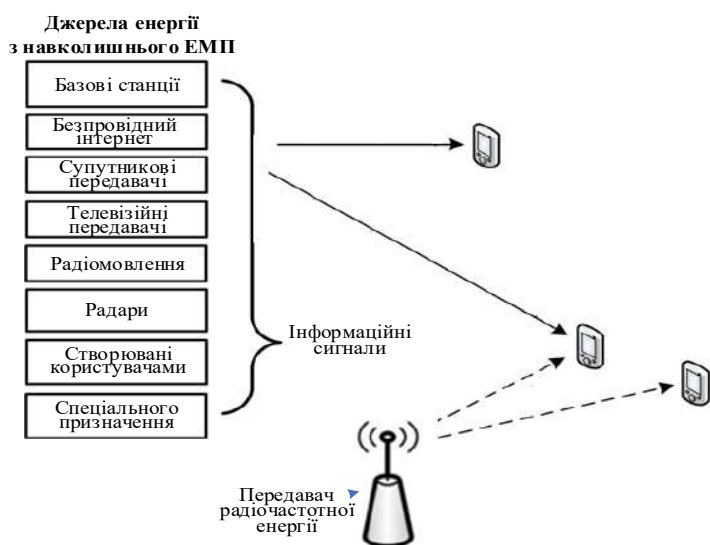 Джерела енергії
з навколишнього ЕМП
Базові станції
Безпровідний
інтернет
Супутникові
передавачі
Телевізійні
передавачі
Радіомовлення
Радари
Створювані
користувачами
Спеціального
призначення
Інформаційні
сигнали
Передавач
радіочастотної
енергії